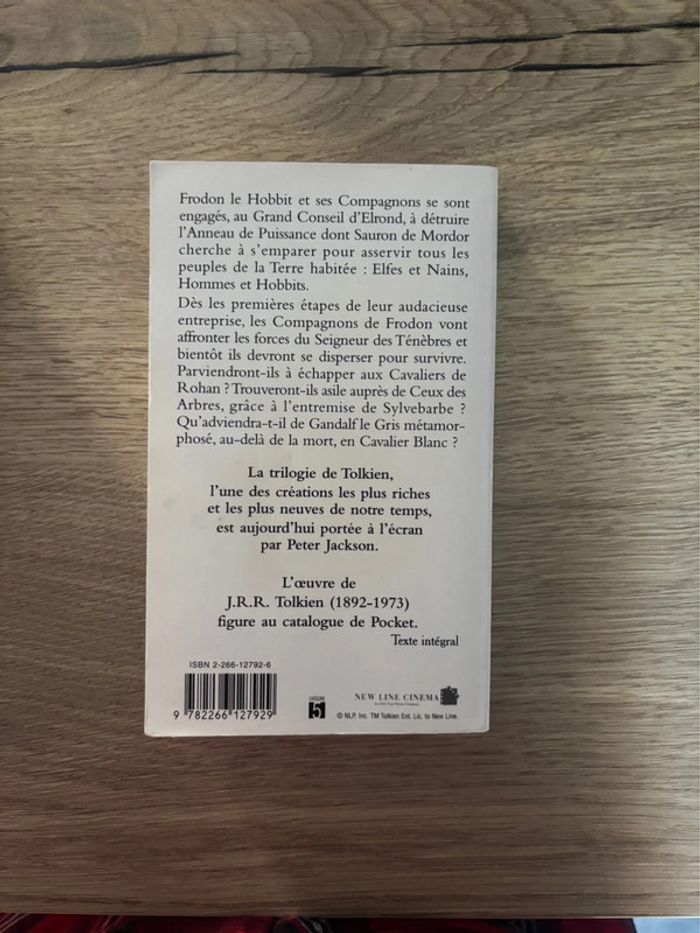 Frodon le Hobbit et ses Compagnons se sont
engagés, au Grand Conseil d'Elrond, à détruire
l'Anneau de Puissance dont Sauron de Mordor
cherche à s'emparer pour asservir tous les
peuples de la Terre habitée : Elfes et Nains,
Hommes et Hobbits.
Dès les premières étapes de leur audacieuse
entreprise, les Compagnons de Frodon vont
affronter les forces du Seigneur des Ténèbres et
bientôt ils devront se disperser pour survivre.
Parviendront-ils à échapper aux Cavaliers de
Rohan ? Trouveront-ils asile auprès de Ceux des
Arbres, grâce à l'entremise de Sylvebarbe ?
Qu'adviendra-t-il de Gandalf le Gris métamor-
phosé, au-delà de la mort, en Cavalier Blanc ?
La trilogie de Tolkien,
l'une des créations les plus riches
et les plus neuves de notre temps,
est aujourd'hui portée à l'écran
par Peter Jackson.
L'œuvre de
J.R.R. Tolkien (1892-1973)
figure au catalogue de Pocket.
Texte intégral
ISBN 2-266-12792-6
9 782266 127929
5
NEW LINE CINEMA
© NLP, Inc. TM Tolkien Ent. Lic. to New Line.